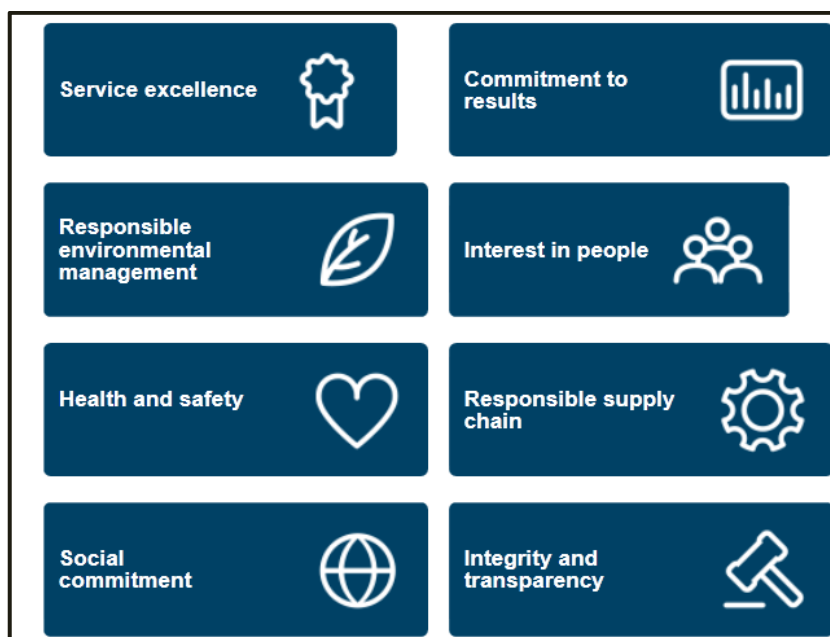 Service excellence
Commitment to
results
Responsible
environmental
management
Interest in people
Health and safety
Responsible supply
chain
Social
commitment
Integrity and
transparency